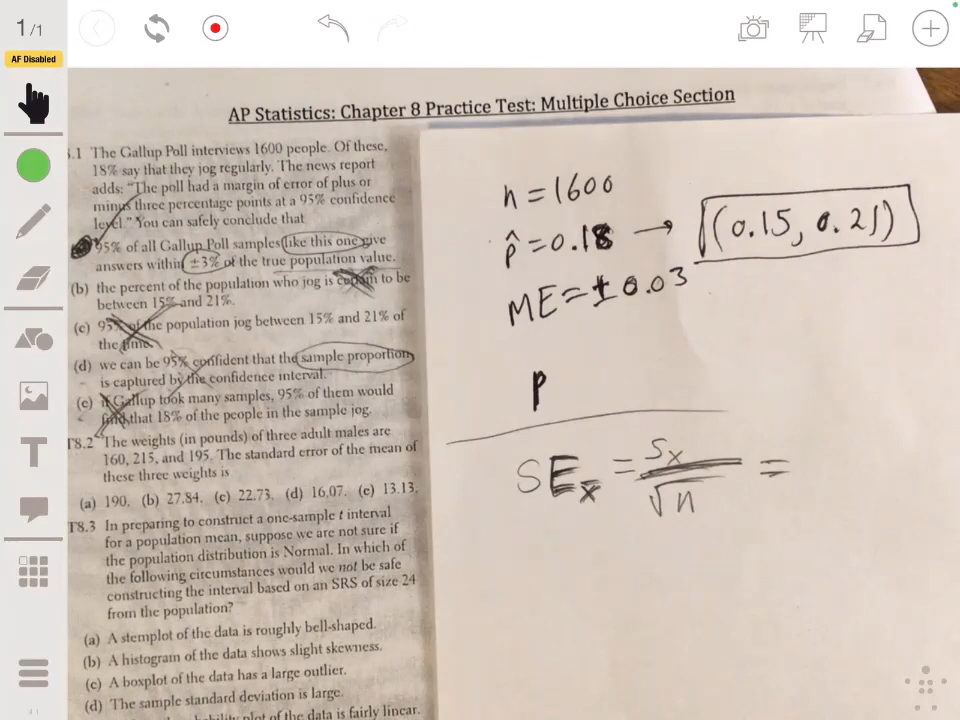 1/1
AF Disabled
AP Statistics: Chapter 8 Practice Test: Multiple Choice Section
.1 The Gallup Poll interviews 1600 people. Of these,
18% say that they jog regularly. The news report
adds: “The poll had a margin of error of plus or
minus three percentage points at a 95% confidence
level.” You can safely conclude that
95% of all Gallup Poll samples like this one give
answers within ±3% of the true population value.
(b) the percent of the population who jog is certain to be
between 15% and 21%.
(c) 95% of the population jog between 15% and 21% of
the time.
(d) we can be 95% confident that the sample proportion
is captured by the confidence interval.
(e) if Gallup took many samples, 95% of them would
find that 18% of the people in the sample jog.
T8.2 The weights (in pounds) of three adult males are
160, 215, and 195. The standard error of the mean of
these three weights is
(a) 190. (b) 27.84. (c) 22.73. (d) 16.07. (e) 13.13.
T8.3 In preparing to construct a one-sample t interval
for a population mean, suppose we are not sure if
the population distribution is Normal. In which of
the following circumstances would we not be safe
constructing the interval based on an SRS of size 24
from the population?
(a) A stemplot of the data is roughly bell-shaped.
(b) A histogram of the data shows slight skewness.
(c) A boxplot of the data has a large outlier.
(d) The sample standard deviation is large.
plot of the data is fairly linear.
n = 1600
p̂ = 0.18 → (0.15, 0.21)
ME = ± 0.03
p
SEx̄ = Sx / √n =
T